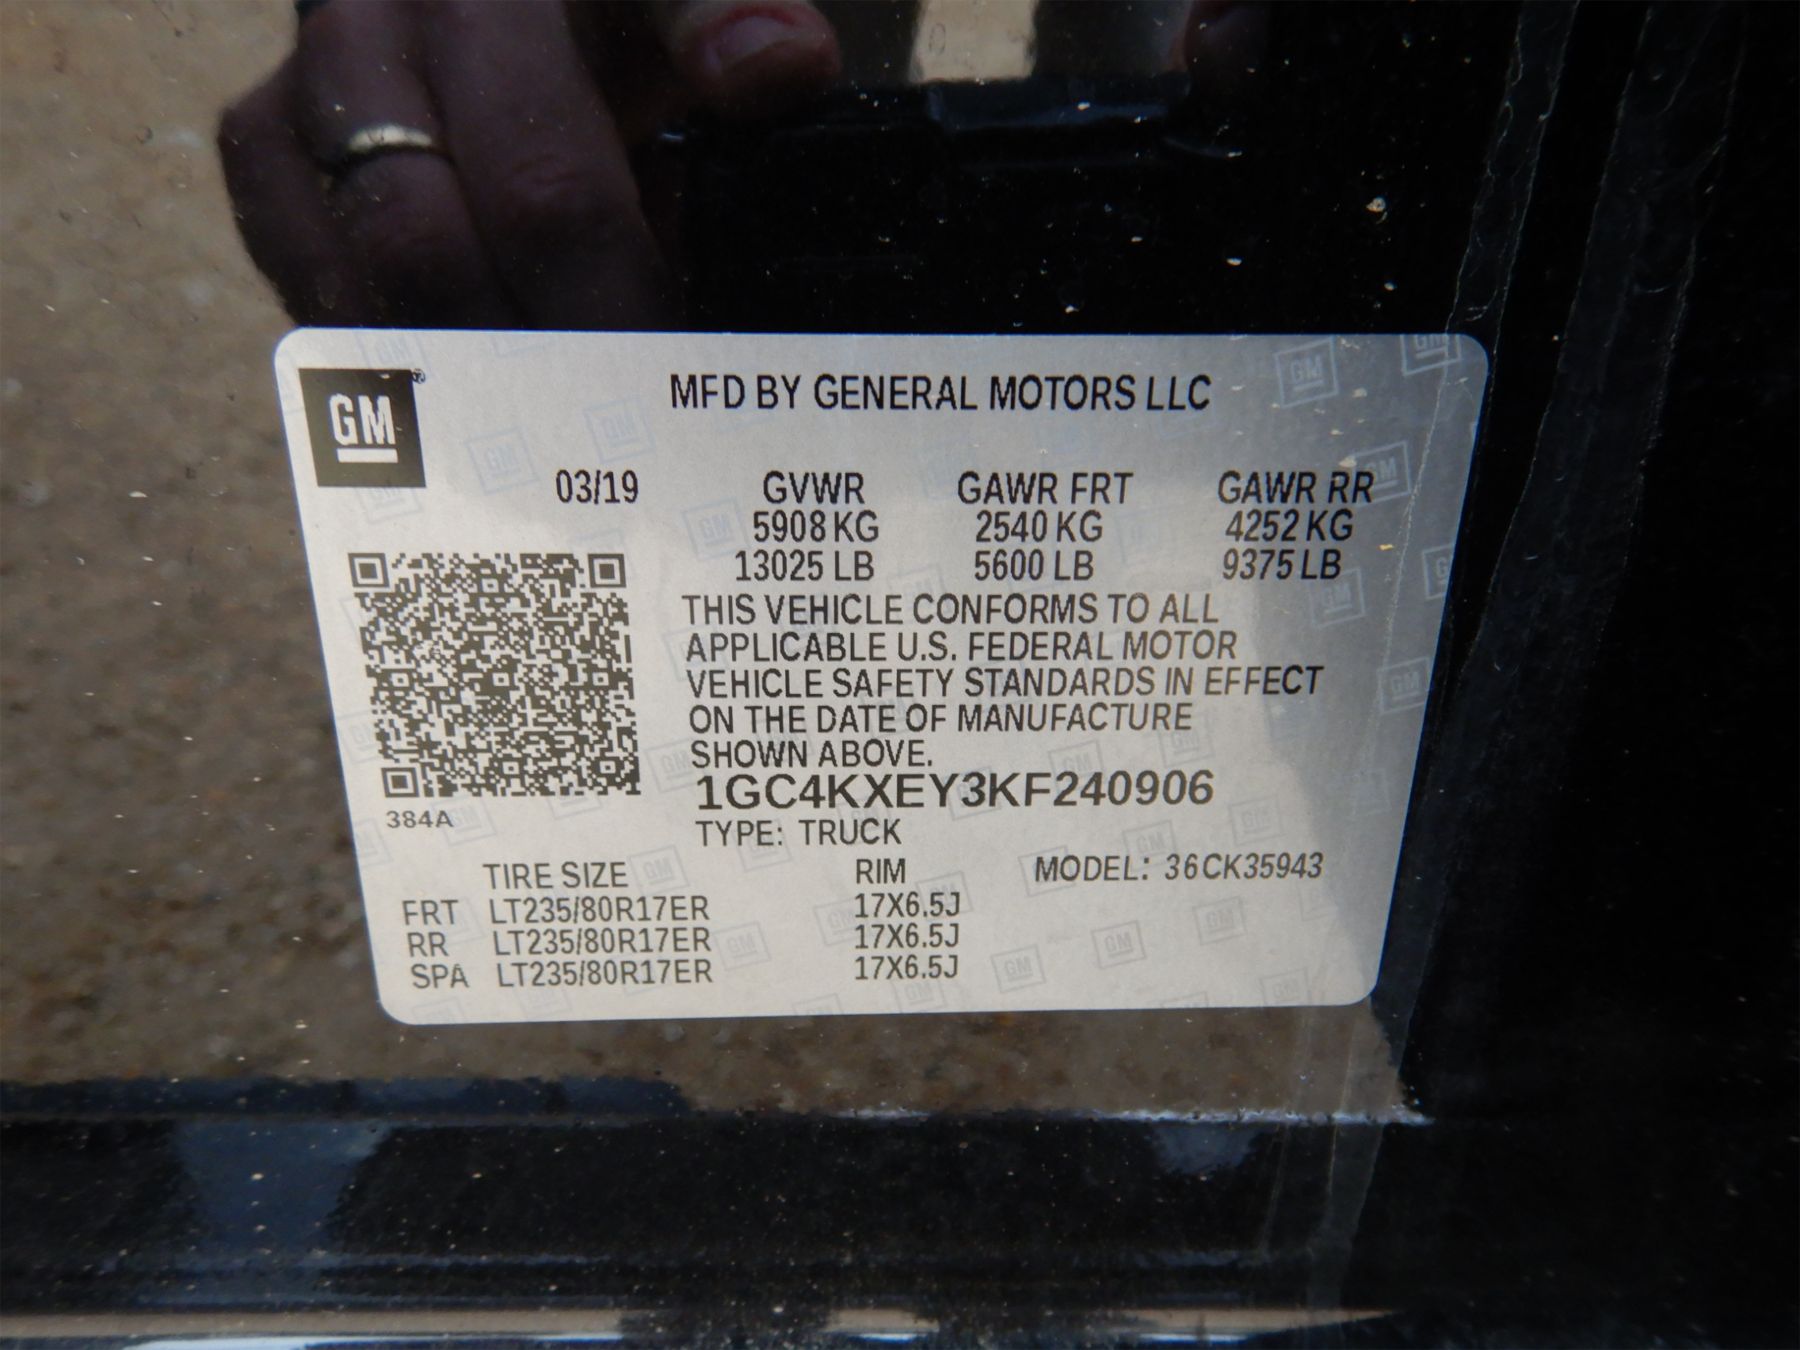 GM
MFD BY GENERAL MOTORS LLC
03/19 GVWR GAWR FRT GAWR RR
5908 KG 2540 KG 4252 KG
13025 LB 5600 LB 9375 LB
THIS VEHICLE CONFORMS TO ALL
APPLICABLE U.S. FEDERAL MOTOR
VEHICLE SAFETY STANDARDS IN EFFECT
ON THE DATE OF MANUFACTURE
SHOWN ABOVE.
1GC4KXEY3KF240906
384A
TYPE: TRUCK
TIRE SIZE RIM MODEL: 36CK35943
FRT LT235/80R17ER 17X6.5J
RR LT235/80R17ER 17X6.5J
SPA LT235/80R17ER 17X6.5J